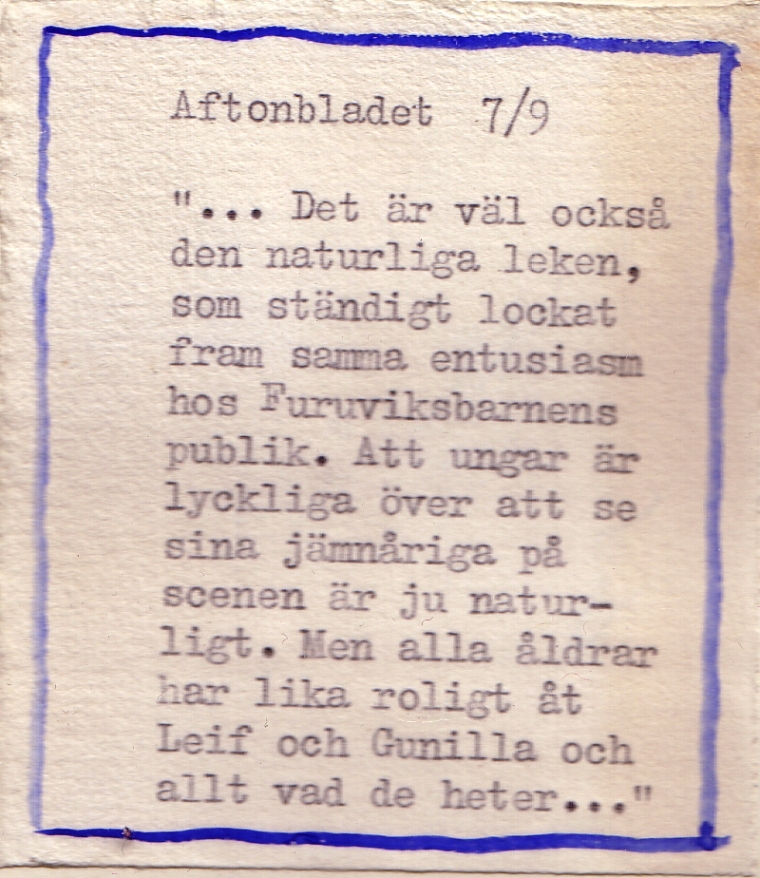 Aftonbladet 7/9
"... Det är väl också
den naturliga leken,
som ständigt lockat
fram samma entusiasm
hos Furuviksbarnens
publik. Att ungar är
lyckliga över att se
sina jämnåriga på
scenen är ju natur-
ligt. Men alla åldrar
har lika roligt åt
Leif och Gunilla och
allt vad de heter..."